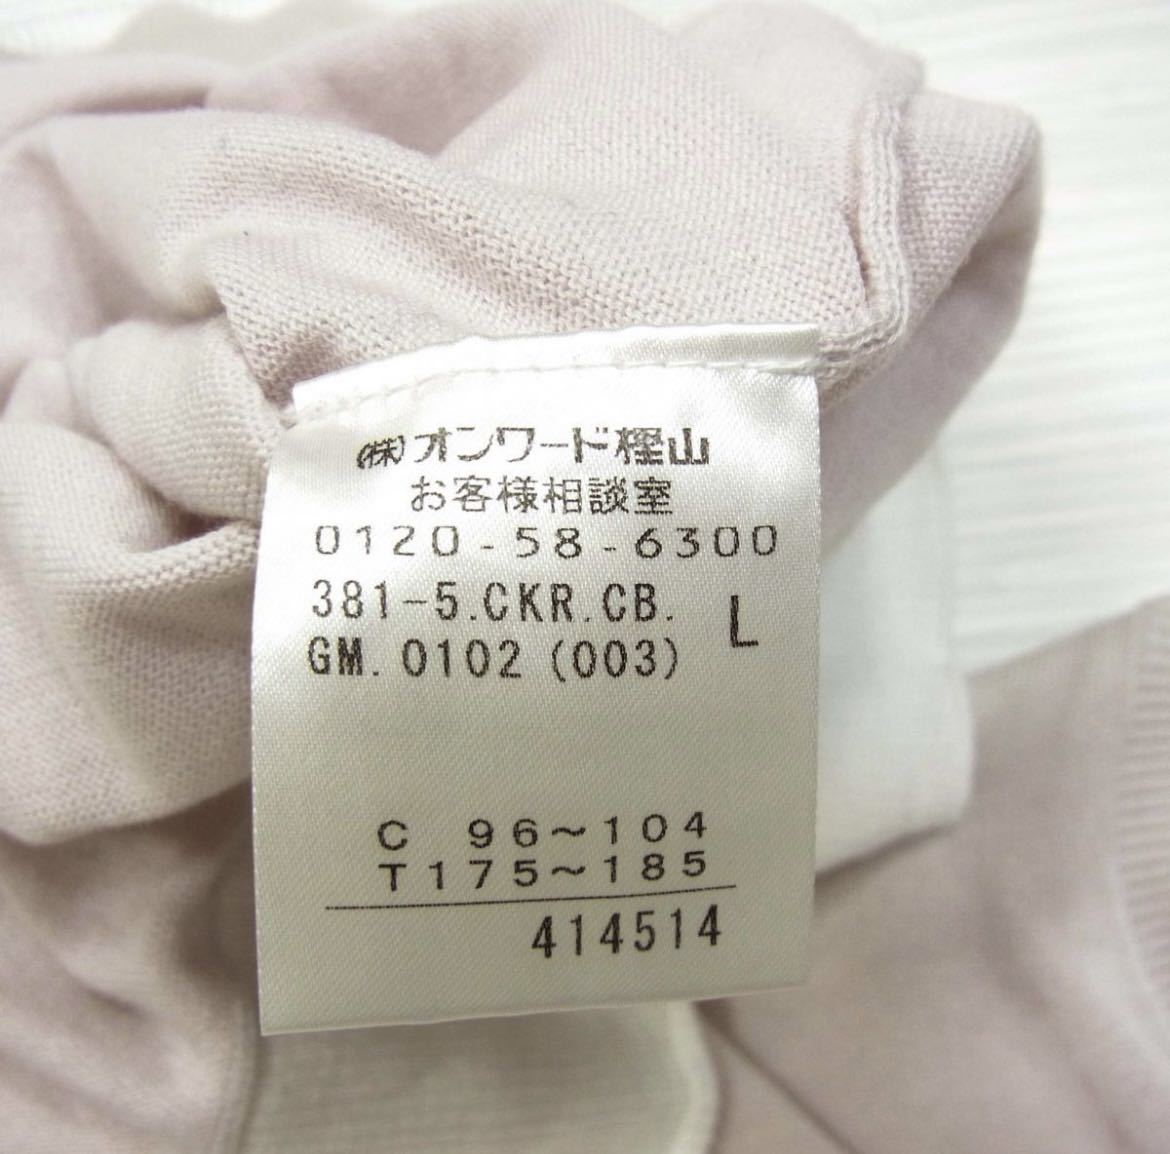 (株)オンワード樫山
お客様相談室
0120-58-6300
381-5.CKR.CB.
GM.0102(003) L
C 96~104
T175~185
414514